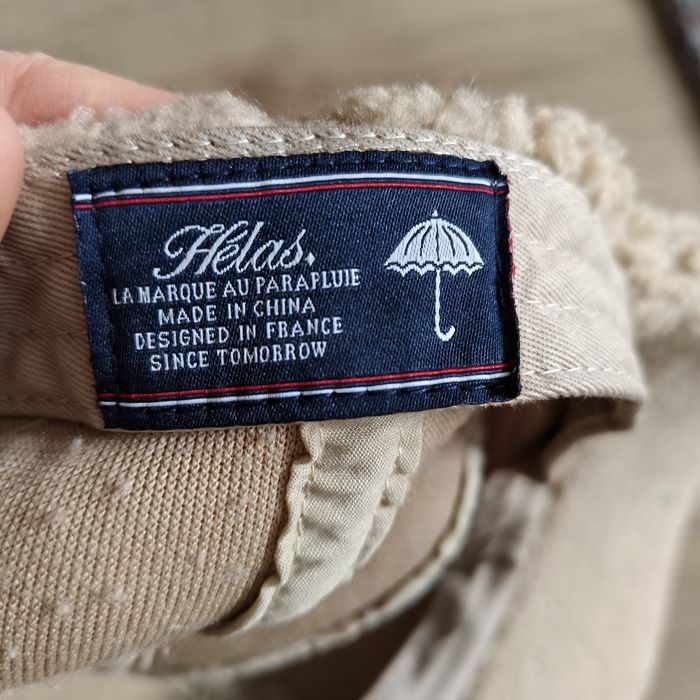 Hélas.
LA MARQUE AU PARAPLUIE
MADE IN CHINA
DESIGNED IN FRANCE
SINCE TOMORROW